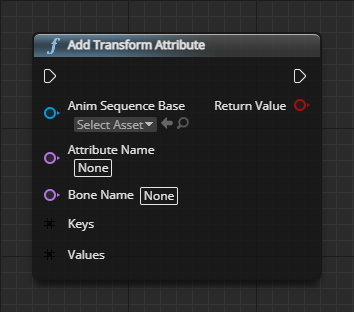 Add Transform Attribute
Anim Sequence Base
Return Value
Select Asset
Attribute Name
None
Bone Name None
Keys
Values